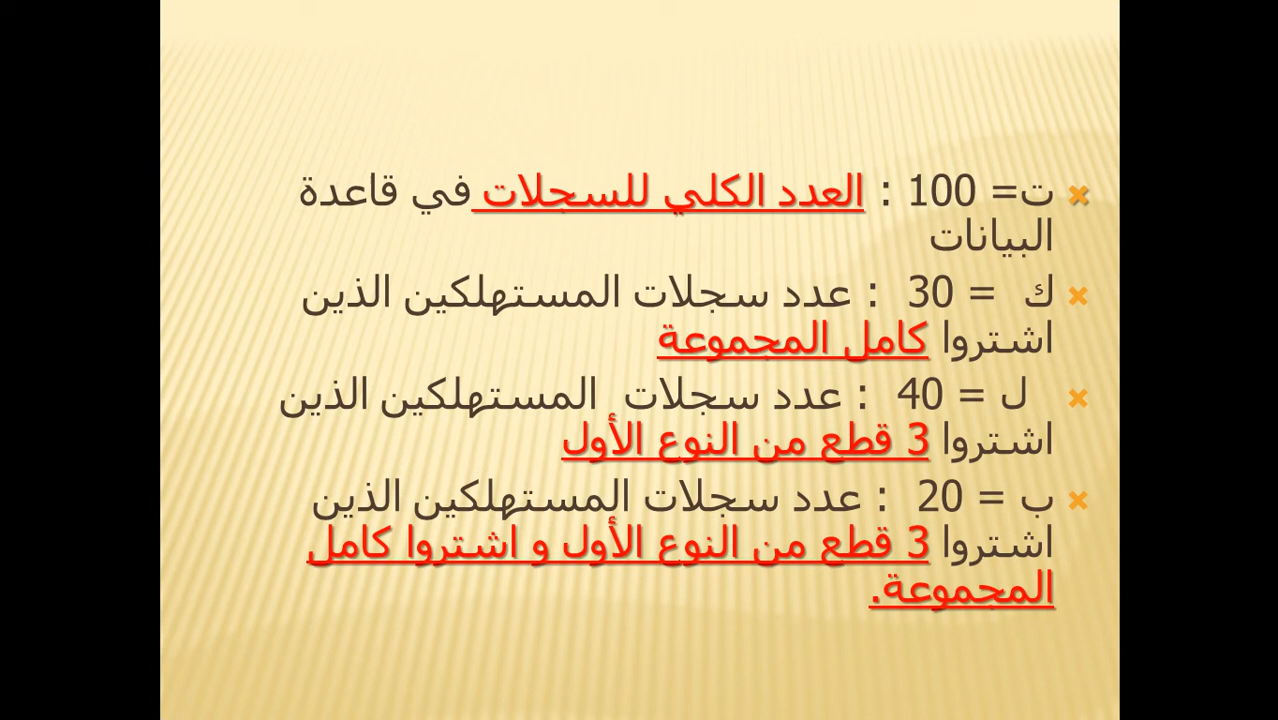 ت= 100 : العدد الكلي للسجلات في قاعدة
البيانات
ك = 30 : عدد سجلات المستهلكين الذين
اشتروا كامل المجموعة
ل = 40 : عدد سجلات المستهلكين الذين
اشتروا 3 قطع من النوع الأول
ب = 20 : عدد سجلات المستهلكين الذين
اشتروا 3 قطع من النوع الأول و اشتروا كامل
المجموعة.